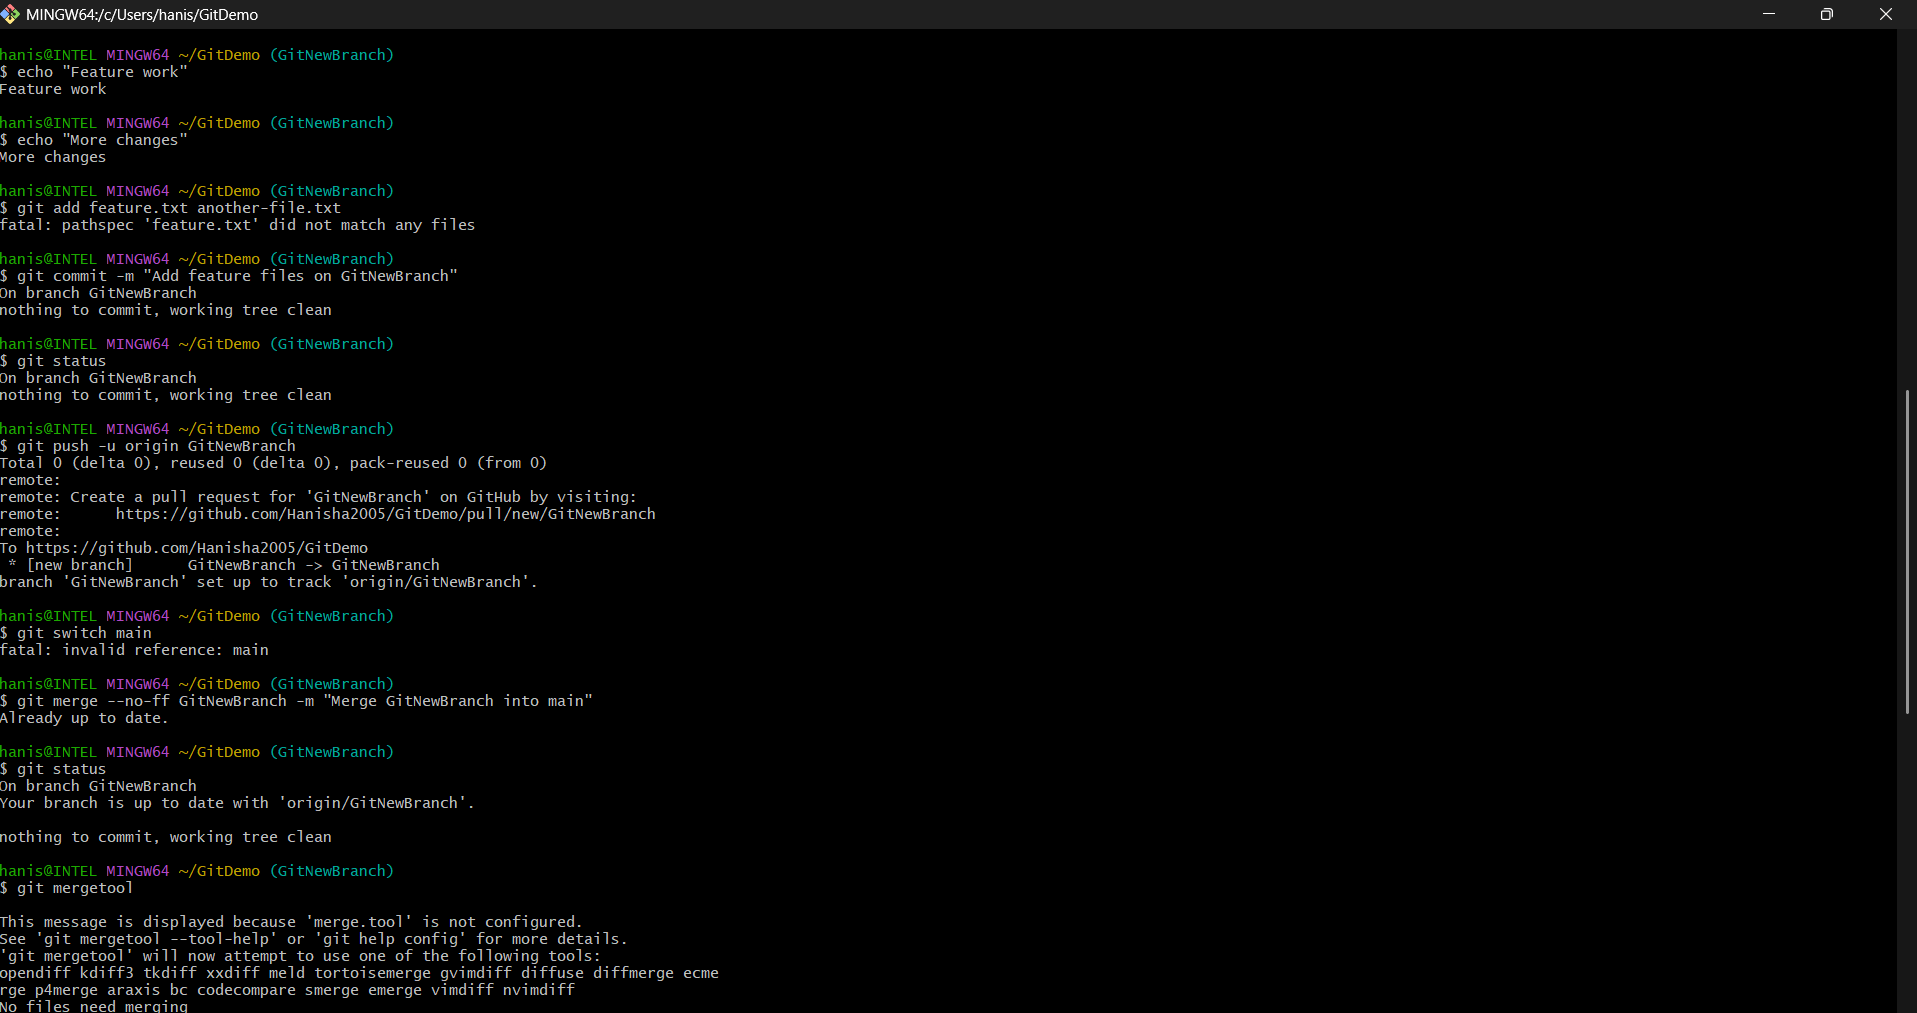 MINGW64:/c/Users/hanis/GitDemo
hanis@INTEL MINGW64 ~/GitDemo (GitNewBranch)
$ echo "Feature work"
Feature work
hanis@INTEL MINGW64 ~/GitDemo (GitNewBranch)
$ echo "More changes"
More changes
hanis@INTEL MINGW64 ~/GitDemo (GitNewBranch)
$ git add feature.txt another-file.txt
fatal: pathspec 'feature.txt' did not match any files
hanis@INTEL MINGW64 ~/GitDemo (GitNewBranch)
$ git commit -m "Add feature files on GitNewBranch"
On branch GitNewBranch
nothing to commit, working tree clean
hanis@INTEL MINGW64 ~/GitDemo (GitNewBranch)
$ git status
On branch GitNewBranch
nothing to commit, working tree clean
hanis@INTEL MINGW64 ~/GitDemo (GitNewBranch)
$ git push -u origin GitNewBranch
Total 0 (delta 0), reused 0 (delta 0), pack-reused 0 (from 0)
remote:
remote: Create a pull request for 'GitNewBranch' on GitHub by visiting:
remote:      https://github.com/Hanisha2005/GitDemo/pull/new/GitNewBranch
remote:
To https://github.com/Hanisha2005/GitDemo
 * [new branch]      GitNewBranch -> GitNewBranch
branch 'GitNewBranch' set up to track 'origin/GitNewBranch'.
hanis@INTEL MINGW64 ~/GitDemo (GitNewBranch)
$ git switch main
fatal: invalid reference: main
hanis@INTEL MINGW64 ~/GitDemo (GitNewBranch)
$ git merge --no-ff GitNewBranch -m "Merge GitNewBranch into main"
Already up to date.
hanis@INTEL MINGW64 ~/GitDemo (GitNewBranch)
$ git status
On branch GitNewBranch
Your branch is up to date with 'origin/GitNewBranch'.
nothing to commit, working tree clean
hanis@INTEL MINGW64 ~/GitDemo (GitNewBranch)
$ git mergetool
This message is displayed because 'merge.tool' is not configured.
See 'git mergetool --tool-help' or 'git help config' for more details.
'git mergetool' will now attempt to use one of the following tools:
opendiff kdiff3 tkdiff xxdiff meld tortoisemerge gvimdiff diffuse diffmerge ecme
rge p4merge araxis bc codecompare smerge emerge vimdiff nvimdiff
No files need merging